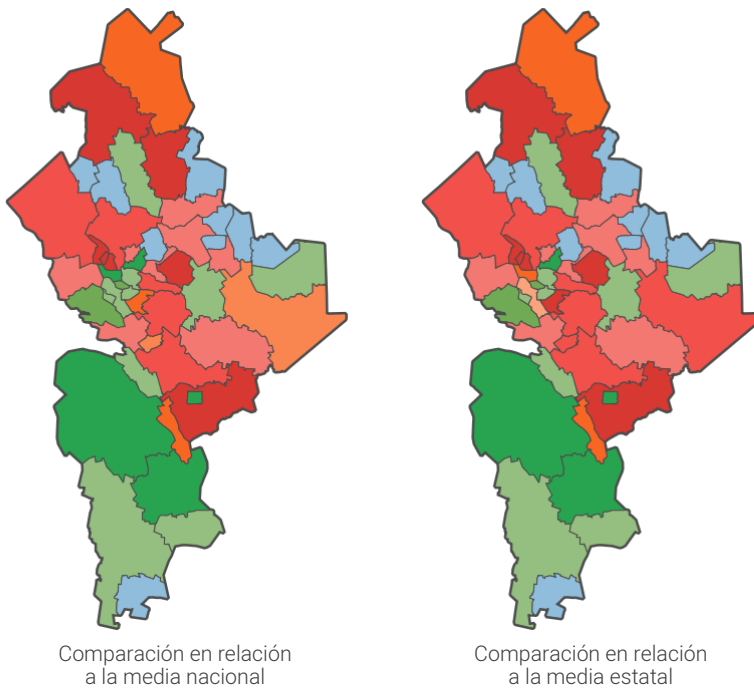 Comparación en relación
a la media nacional
Comparación en relación
a la media estatal